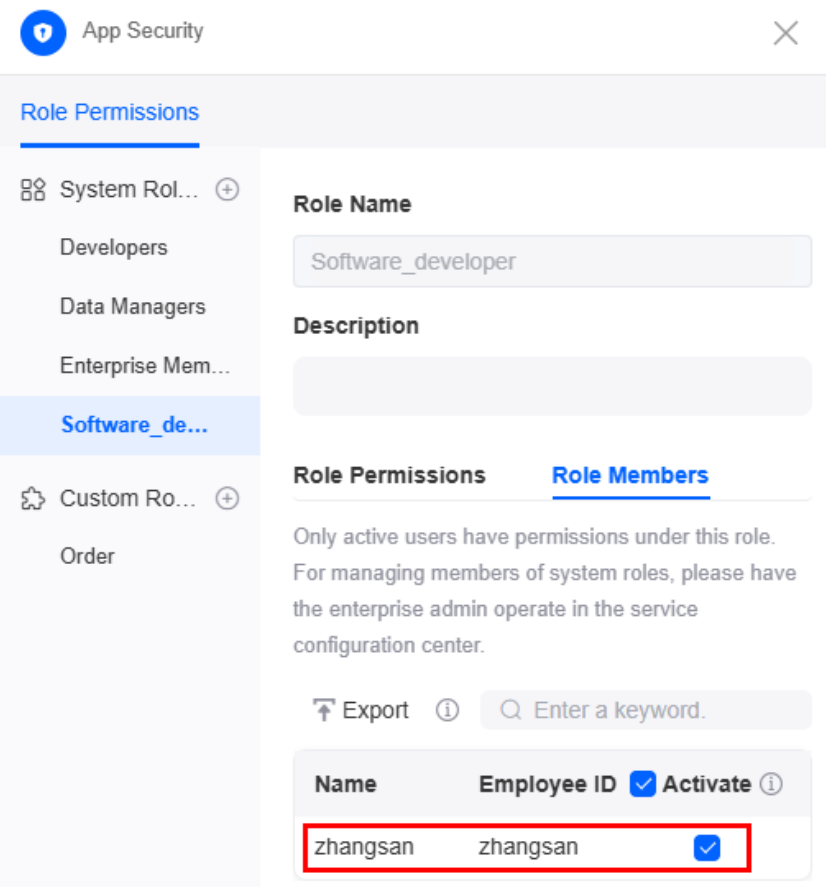 App Security
Role Permissions
System Rol...
Developers
Data Managers
Enterprise Mem...
Software_de...
Custom Ro...
Order
Role Name
Software_developer
Description
Role Permissions Role Members
Only active users have permissions under this role.
For managing members of system roles, please have
the enterprise admin operate in the service
configuration center.
Export Enter a keyword.
Name Employee ID Activate
zhangsan zhangsan